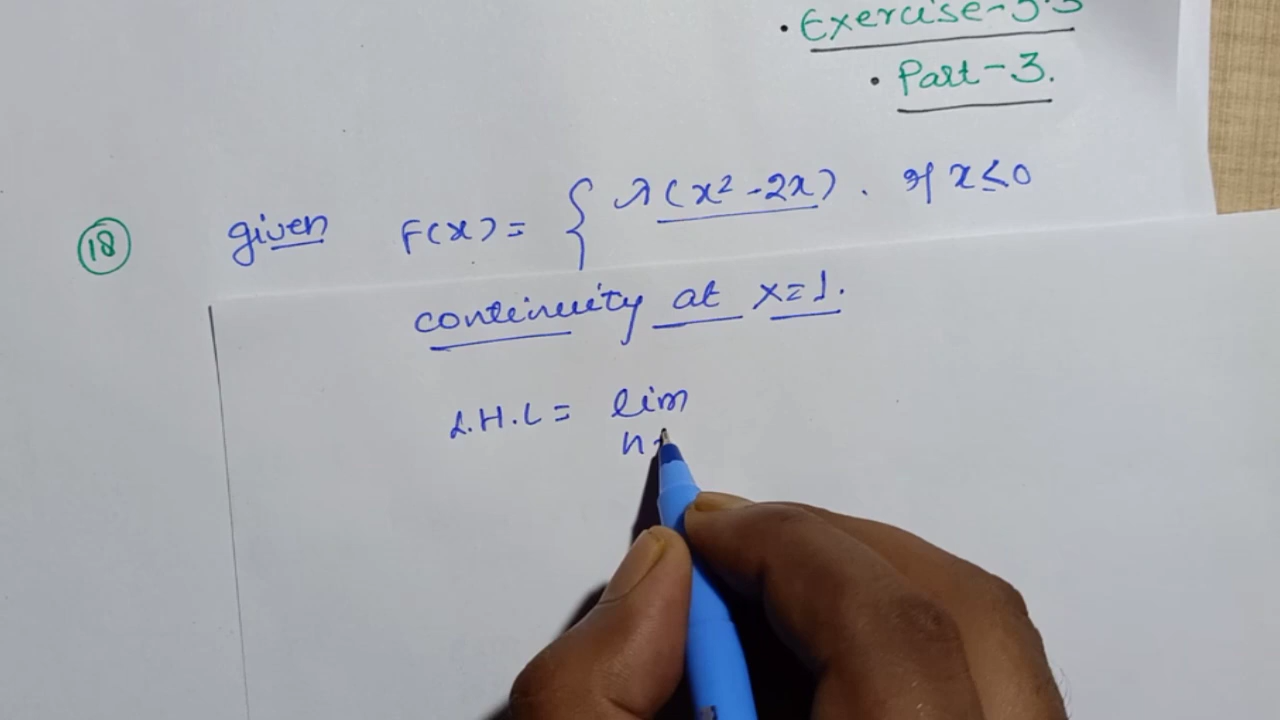 • Exercise-5.3
• Part-3.
18 given F(x) = { λ(x² - 2x). if x ≤ 0
continuity at x=1.
L.H.L = lim